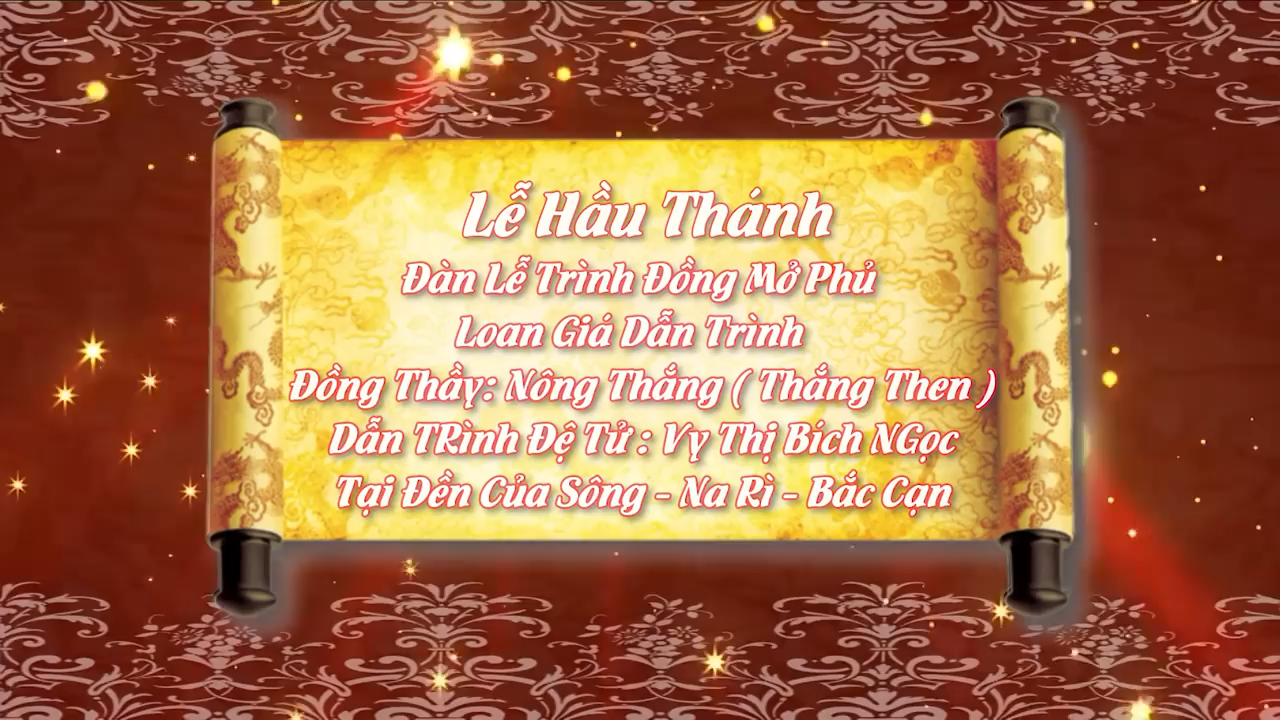 Lễ Hầu Thánh
Đàn Lễ Trình Đồng Mở Phủ
Loan Giá Dẫn Trình
Đồng Thầy: Nông Thắng ( Thắng Then )
Dẫn TRình Đệ Tử : Vy Thị Bích NGọc
Tại Đền Của Sông - Na Rì - Bắc Cạn